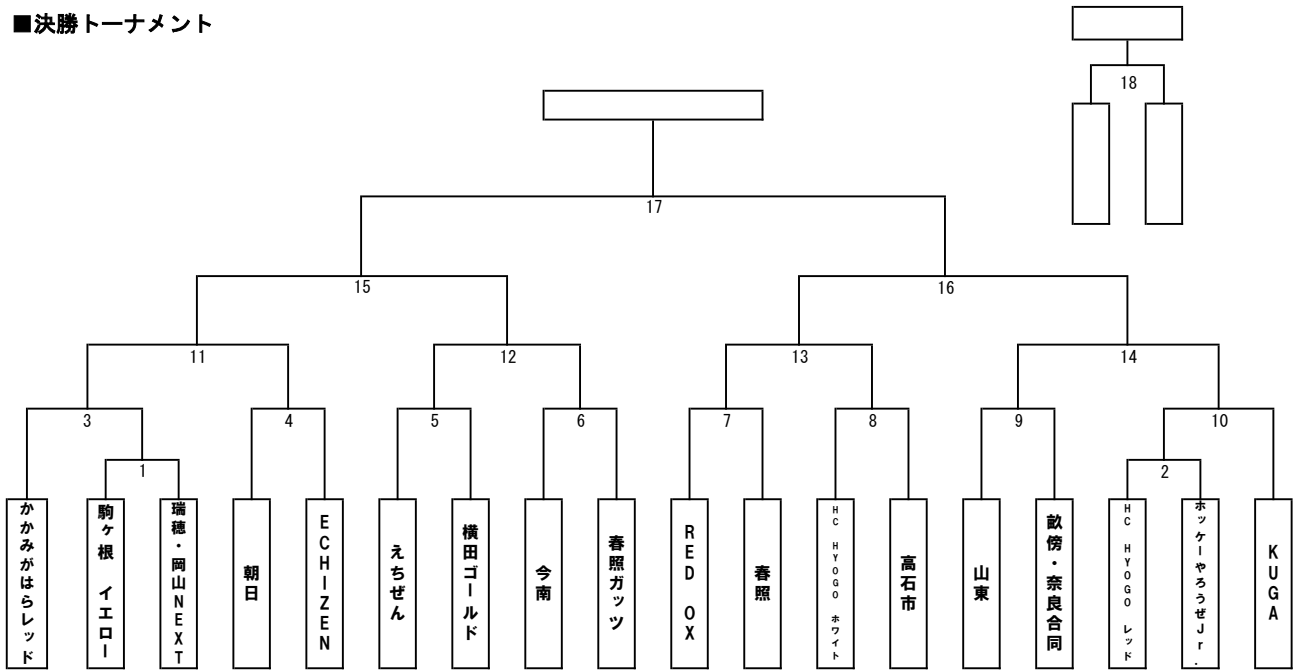 ■決勝トーナメント
18
17
15
16
11
12
13
14
3
4
5
6
7
8
9
10
1
2
かかみがはらレッド
駒ヶ根 イエロー
瑞穂・岡山NEXT
朝日
ECHIZEN
えちぜん
横田ゴールド
今南
春照ガッツ
RED OX
春照
HC HYOGO ホワイト
高石市
山東
畝傍・奈良合同
HC HYOGO レッド
ホッケーやろうぜJr.
KUGA